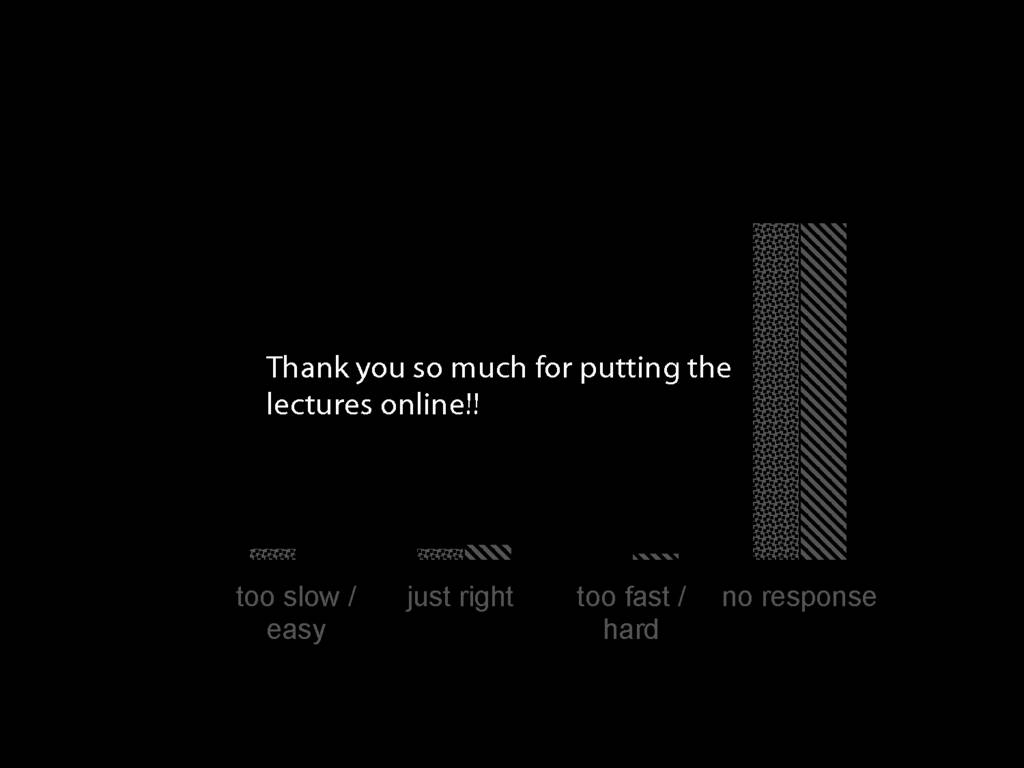 Thank you so much for putting the
lectures online!!
too slow /
easy
just right
too fast /
hard
no response